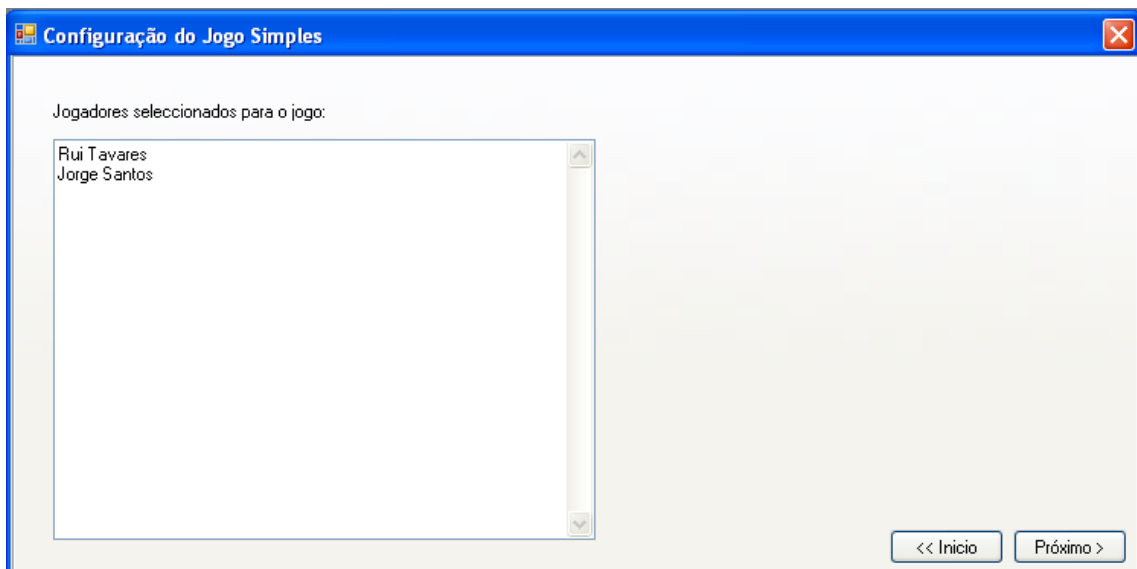 Configuração do Jogo Simples
Jogadores seleccionados para o jogo:
Rui Tavares
Jorge Santos
<< Inicio
Próximo >